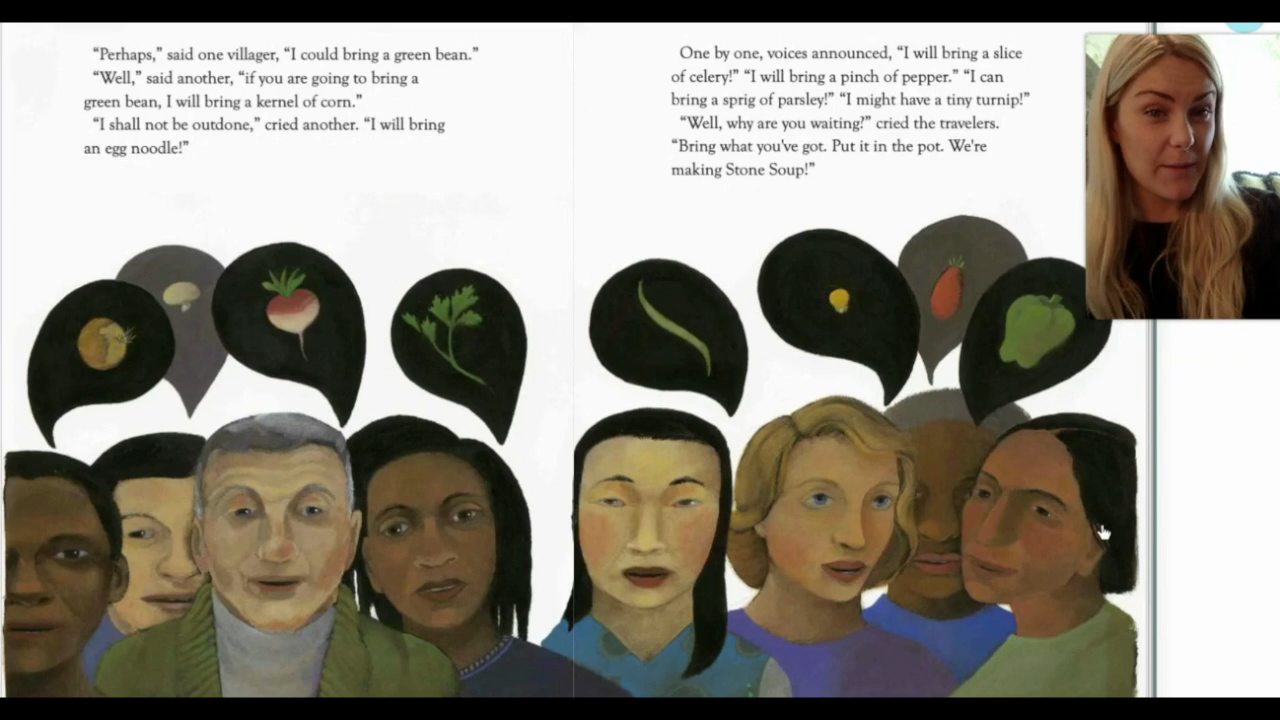 “Perhaps,” said one villager, “I could bring a green bean.”
“Well,” said another, “if you are going to bring a
green bean, I will bring a kernel of corn.”
“I shall not be outdone,” cried another. “I will bring
an egg noodle!”
One by one, voices announced, “I will bring a slice
of celery!” “I will bring a pinch of pepper.” “I can
bring a sprig of parsley!” “I might have a tiny turnip!”
“Well, why are you waiting?” cried the travelers.
“Bring what you've got. Put it in the pot. We're
making Stone Soup!”